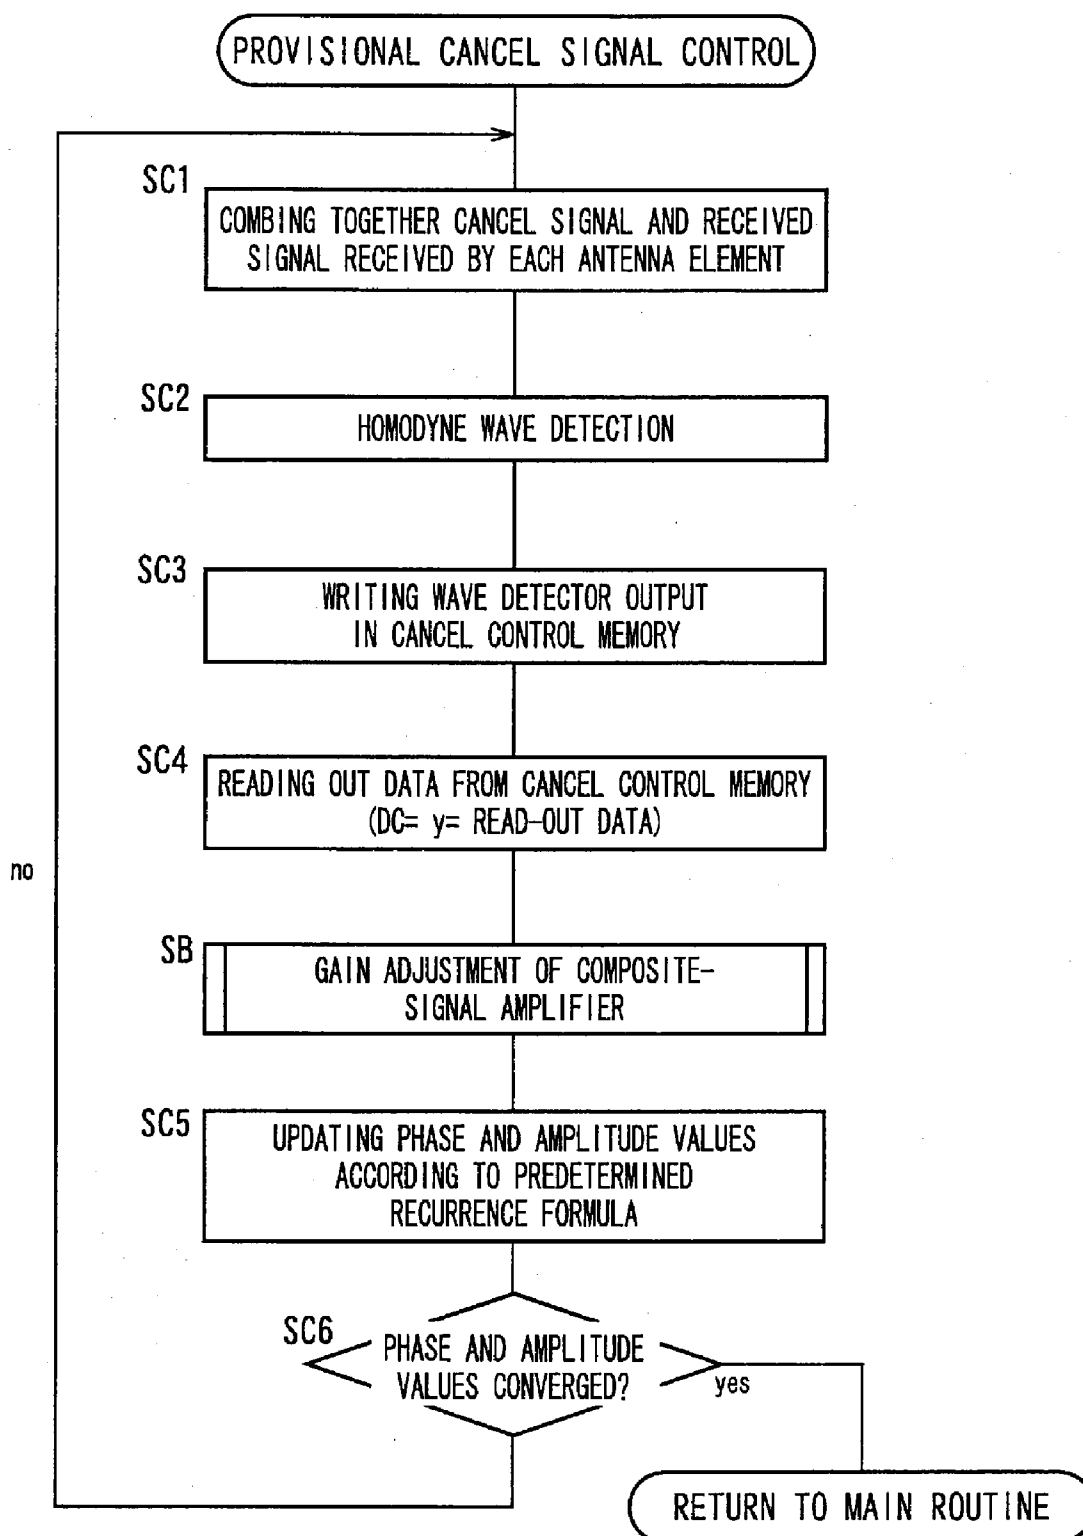 PROVISIONAL CANCEL SIGNAL CONTROL
SC1
COMBING TOGETHER CANCEL SIGNAL AND RECEIVED
SIGNAL RECEIVED BY EACH ANTENNA ELEMENT
SC2
HOMODYNE WAVE DETECTION
SC3
WRITING WAVE DETECTOR OUTPUT
IN CANCEL CONTROL MEMORY
SC4
READING OUT DATA FROM CANCEL CONTROL MEMORY
(DC= y= READ-OUT DATA)
no
SB
GAIN ADJUSTMENT OF COMPOSITE-
SIGNAL AMPLIFIER
SC5
UPDATING PHASE AND AMPLITUDE VALUES
ACCORDING TO PREDETERMINED
RECURRENCE FORMULA
SC6
PHASE AND AMPLITUDE
VALUES CONVERGED?
yes
RETURN TO MAIN ROUTINE